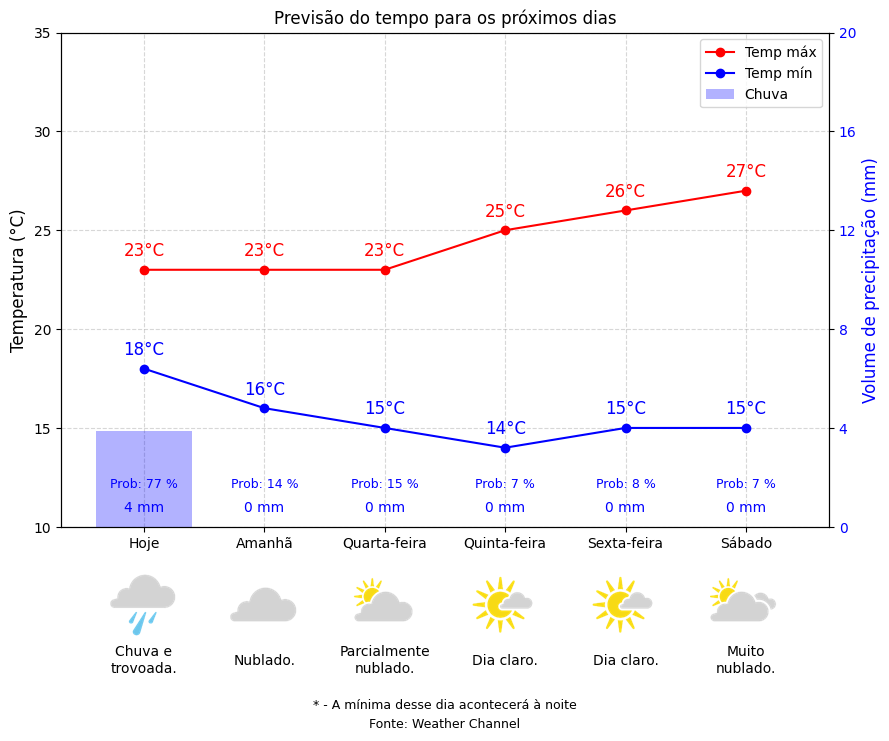 Previsão do tempo para os próximos dias
35
30
25
20
15
10
Temperatura (°C)
20
16
12
8
4
0
Volume de precipitação (mm)
Temp máx
Temp mín
Chuva
23°C 23°C 23°C 25°C 26°C 27°C
18°C 16°C 15°C 14°C 15°C 15°C
Prob: 77 % Prob: 14 % Prob: 15 % Prob: 7 % Prob: 8 % Prob: 7 %
4 mm 0 mm 0 mm 0 mm 0 mm 0 mm
Hoje Amanhã Quarta-feira Quinta-feira Sexta-feira Sábado
Chuva e
trovoada.
Nublado.
Parcialmente
nublado.
Dia claro.
Dia claro.
Muito
nublado.
* - A mínima desse dia acontecerá à noite
Fonte: Weather Channel